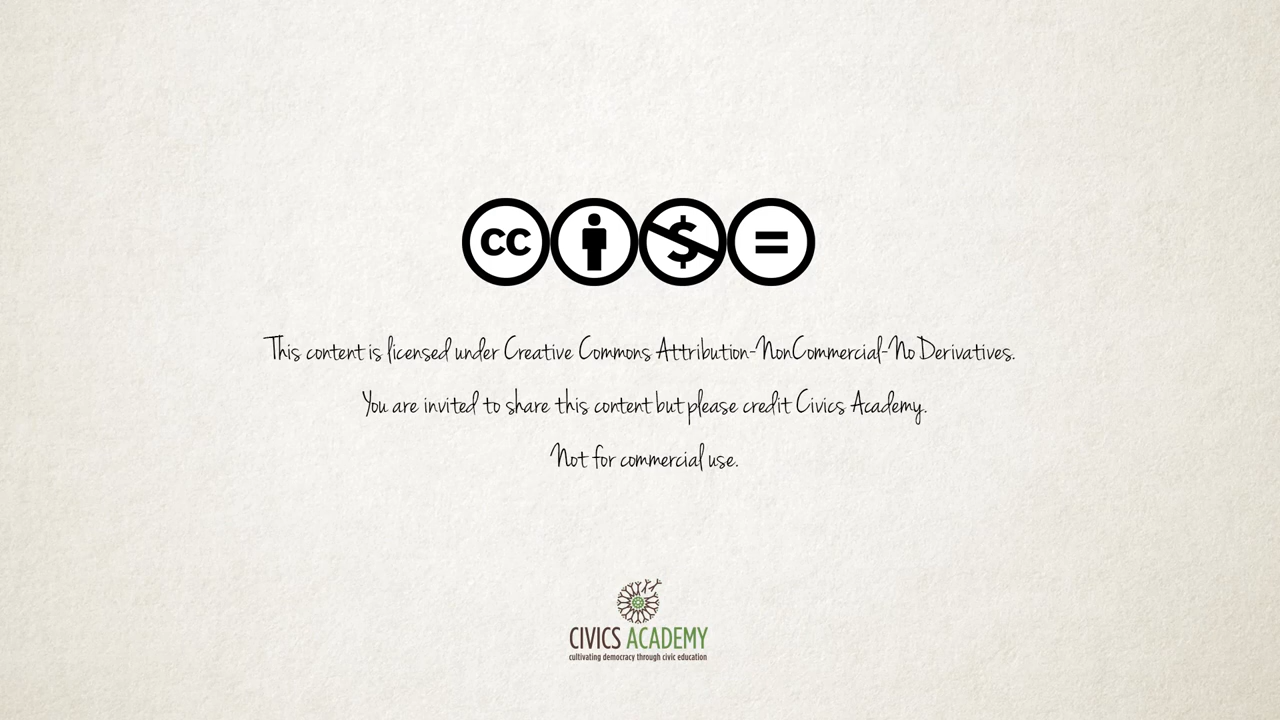 cc
$
=
This content is licensed under Creative Commons Attribution-NonCommercial-No Derivatives.
You are invited to share this content but please credit Civics Academy.
Not for commercial use.
CIVICS ACADEMY
cultivating democracy through civic education